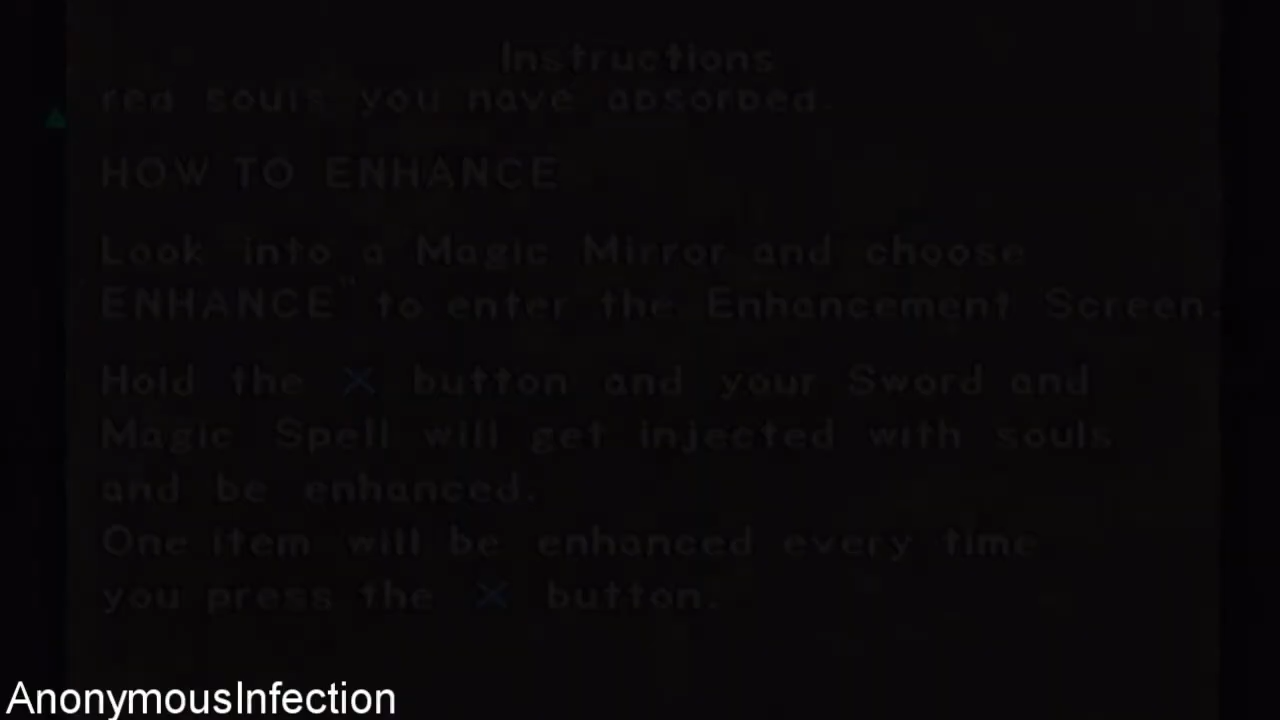 Instructions
red souls you have absorbed.
HOW TO ENHANCE
Look into a Magic Mirror and choose
ENHANCE" to enter the Enhancement Screen.
Hold the X button and your Sword and
Magic Spell will get injected with souls
and be enhanced.
One item will be enhanced every time
you press the X button.
AnonymousInfection